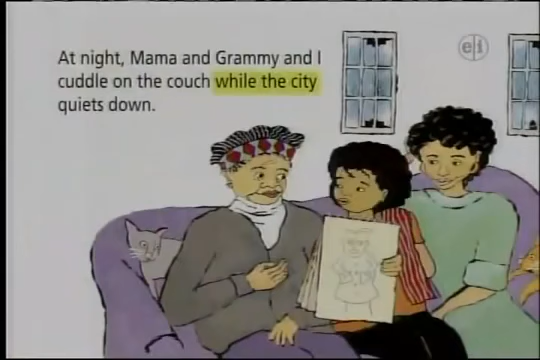 At night, Mama and Grammy and I
cuddle on the couch while the city
quiets down.
e/i